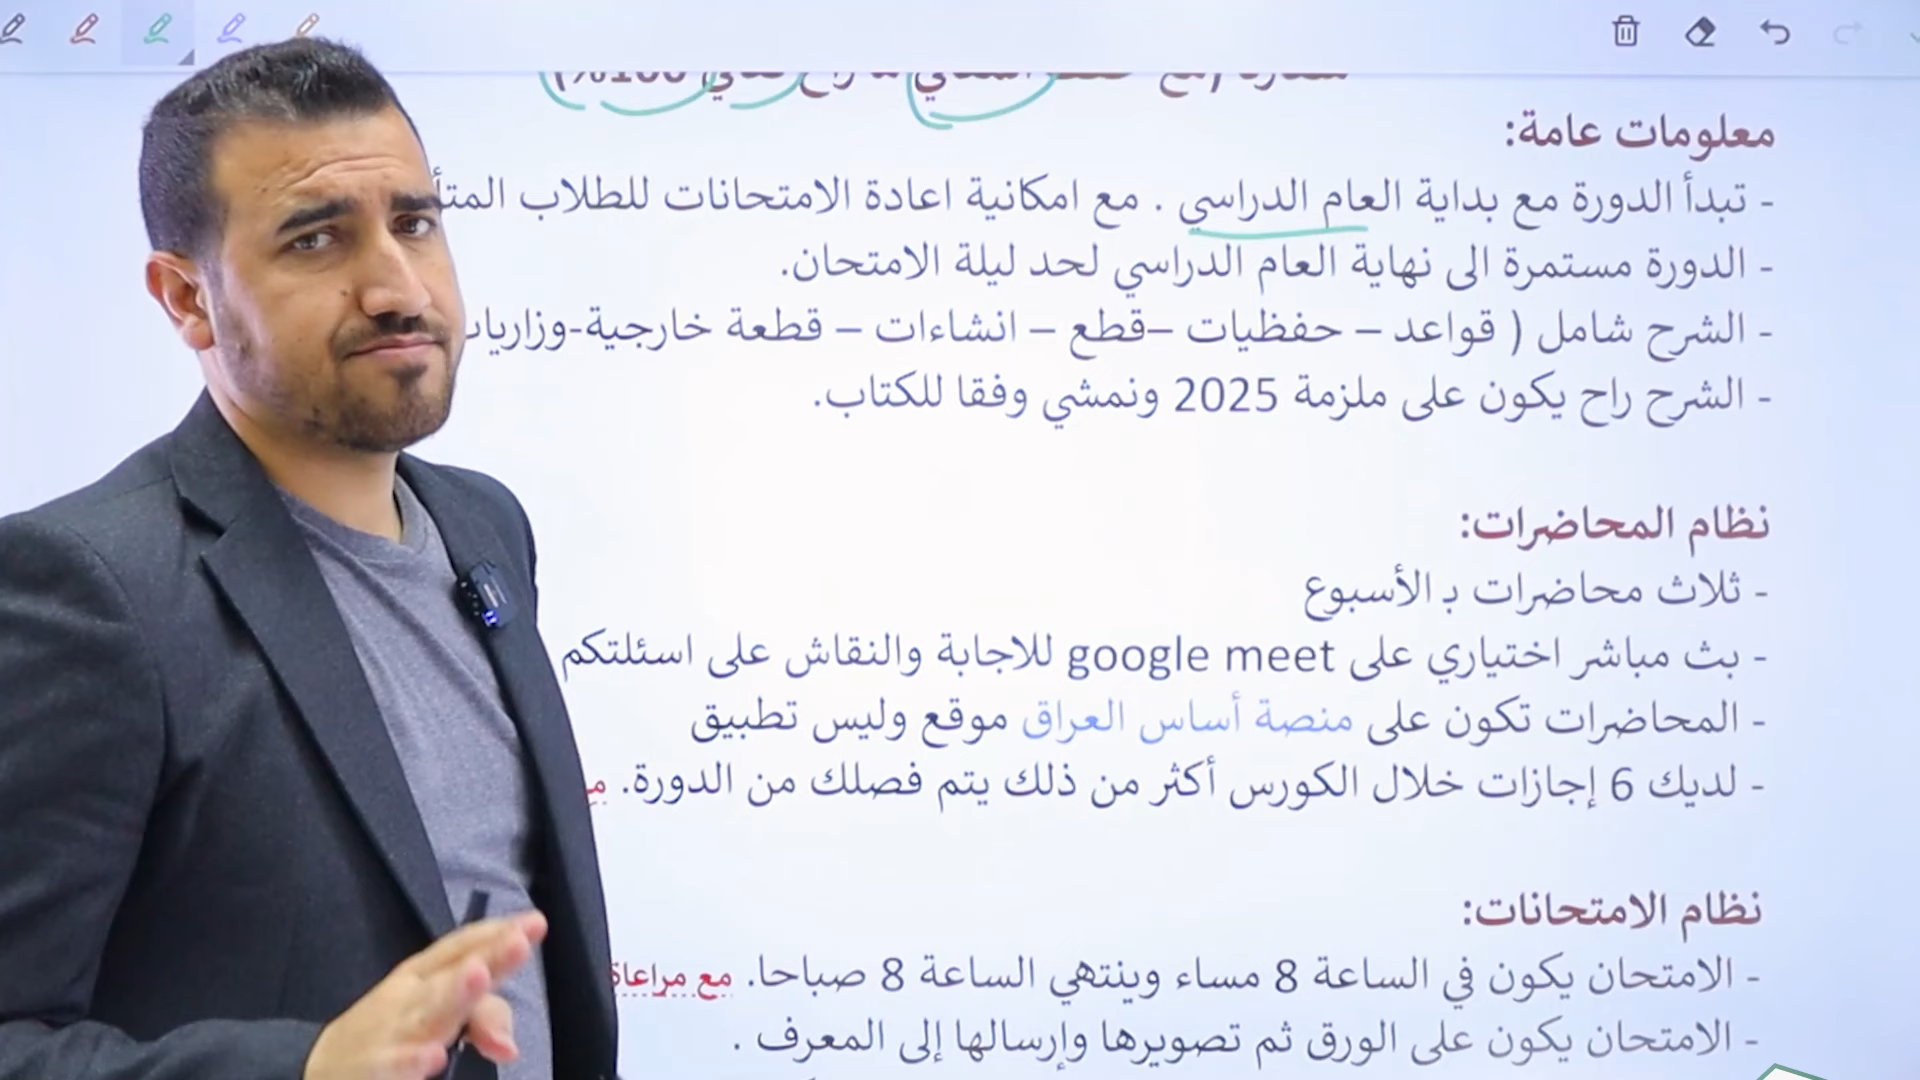 معلومات عامة:
- تبدأ الدورة مع بداية العام الدراسي . مع امكانية اعادة الامتحانات للطلاب
- الدورة مستمرة الى نهاية العام الدراسي لحد ليلة الامتحان.
- الشرح شامل ( قواعد – حفظيات –قطع – انشاءات – قطعة خارجية-وزاريات
- الشرح راح يكون على ملزمة 2025 ونمشي وفقا للكتاب.
نظام المحاضرات:
- ثلاث محاضرات بـ الأسبوع
- بث مباشر اختياري على google meet للاجابة والنقاش على اسئلتكم
- المحاضرات تكون على منصة أساس العراق موقع وليس تطبيق
- لديك 6 إجازات خلال الكورس أكثر من ذلك يتم فصلك من الدورة.
نظام الامتحانات:
- الامتحان يكون في الساعة 8 مساء وينتهي الساعة 8 صباحا. مع مراعاة
- الامتحان يكون على الورق ثم تصويرها وإرسالها إلى المعرف .